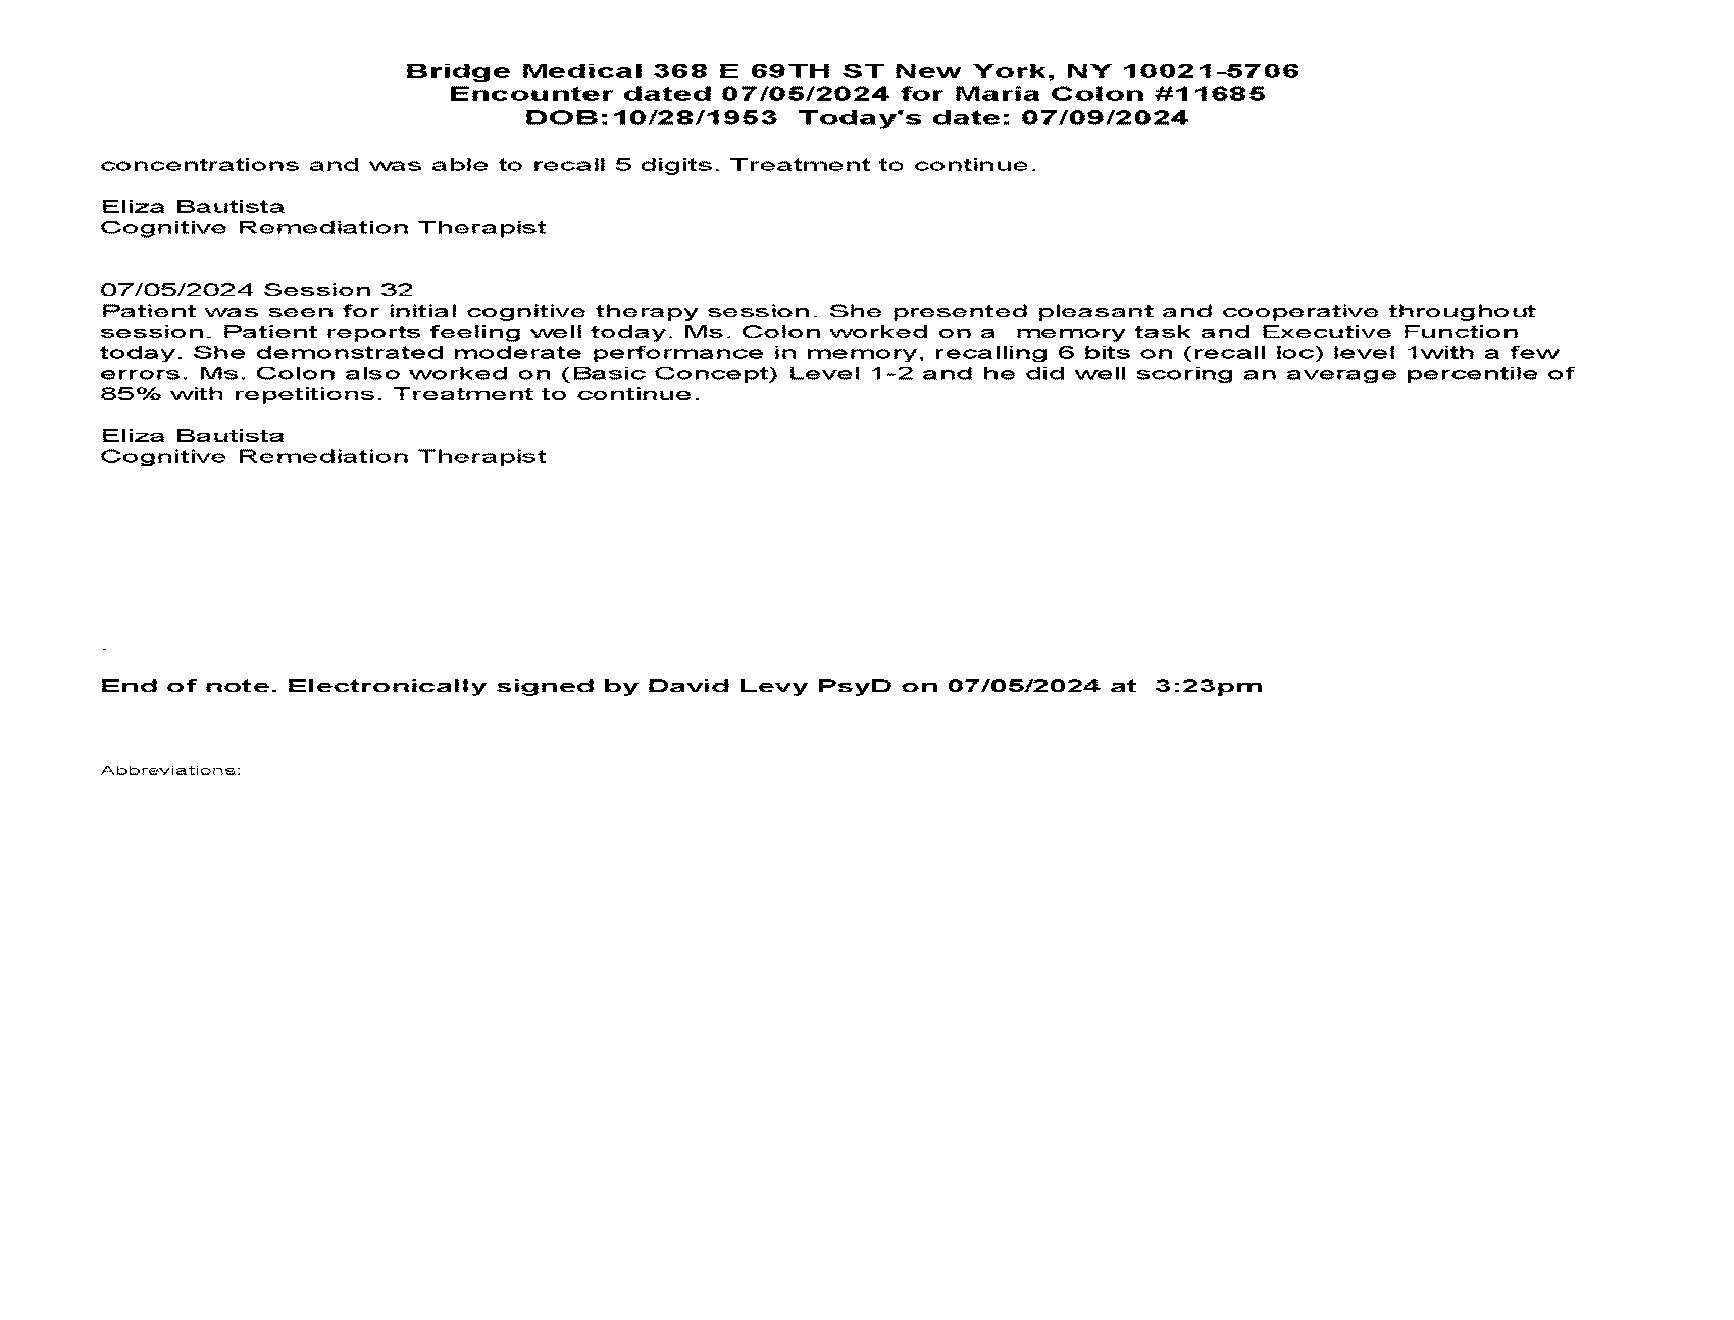 Bridge Medical 368 E 69TH ST New York, NY 10021-5706
Encounter dated 07/05/2024 for Maria Colon #11685
DOB:10/28/1953  Today's date: 07/09/2024
concentrations and was able to recall 5 digits. Treatment to continue.
Eliza Bautista
Cognitive Remediation Therapist
07/05/2024 Session 32
Patient was seen for initial cognitive therapy session. She presented pleasant and cooperative throughout
session. Patient reports feeling well today. Ms. Colon worked on a  memory task and Executive Function
today. She demonstrated moderate performance in memory, recalling 6 bits on (recall loc) level 1with a few
errors. Ms. Colon also worked on (Basic Concept) Level 1-2 and he did well scoring an average percentile of
85% with repetitions. Treatment to continue.
Eliza Bautista
Cognitive Remediation Therapist
.
End of note. Electronically signed by David Levy PsyD on 07/05/2024 at  3:23pm
Abbreviations: